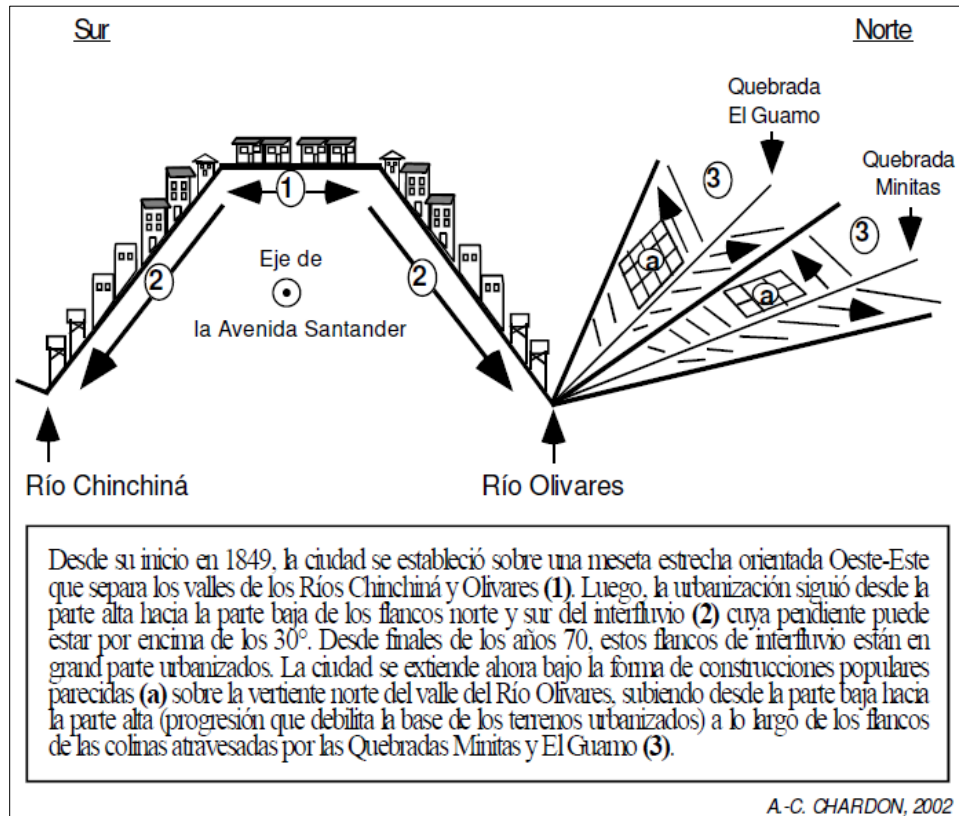 Sur
Norte
Quebrada
El Guamo
Quebrada
Minitas
3
3
1
a
2
Eje de
2
a
la Avenida Santander
Río Chinchiná
Río Olivares
Desde su inicio en 1849, la ciudad se estableció sobre una meseta estrecha orientada Oeste-Este
que separa los valles de los Ríos Chinchiná y Olivares (1). Luego, la urbanización siguió desde la
parte alta hacia la parte baja de los flancos norte y sur del interfluvio (2) cuya pendiente puede
estar por encima de los 30°. Desde finales de los años 70, estos flancos de interfluvio están en
grand parte urbanizados. La ciudad se extiende ahora bajo la forma de construcciones populares
parecidas (a) sobre la vertiente norte del valle del Río Olivares, subiendo desde la parte baja hacia
la parte alta (progresión que debilita la base de los terrenos urbanizados) a lo largo de los flancos
de las colinas atravesadas por las Quebradas Minitas y El Guamo (3).
A.-C. CHARDON, 2002